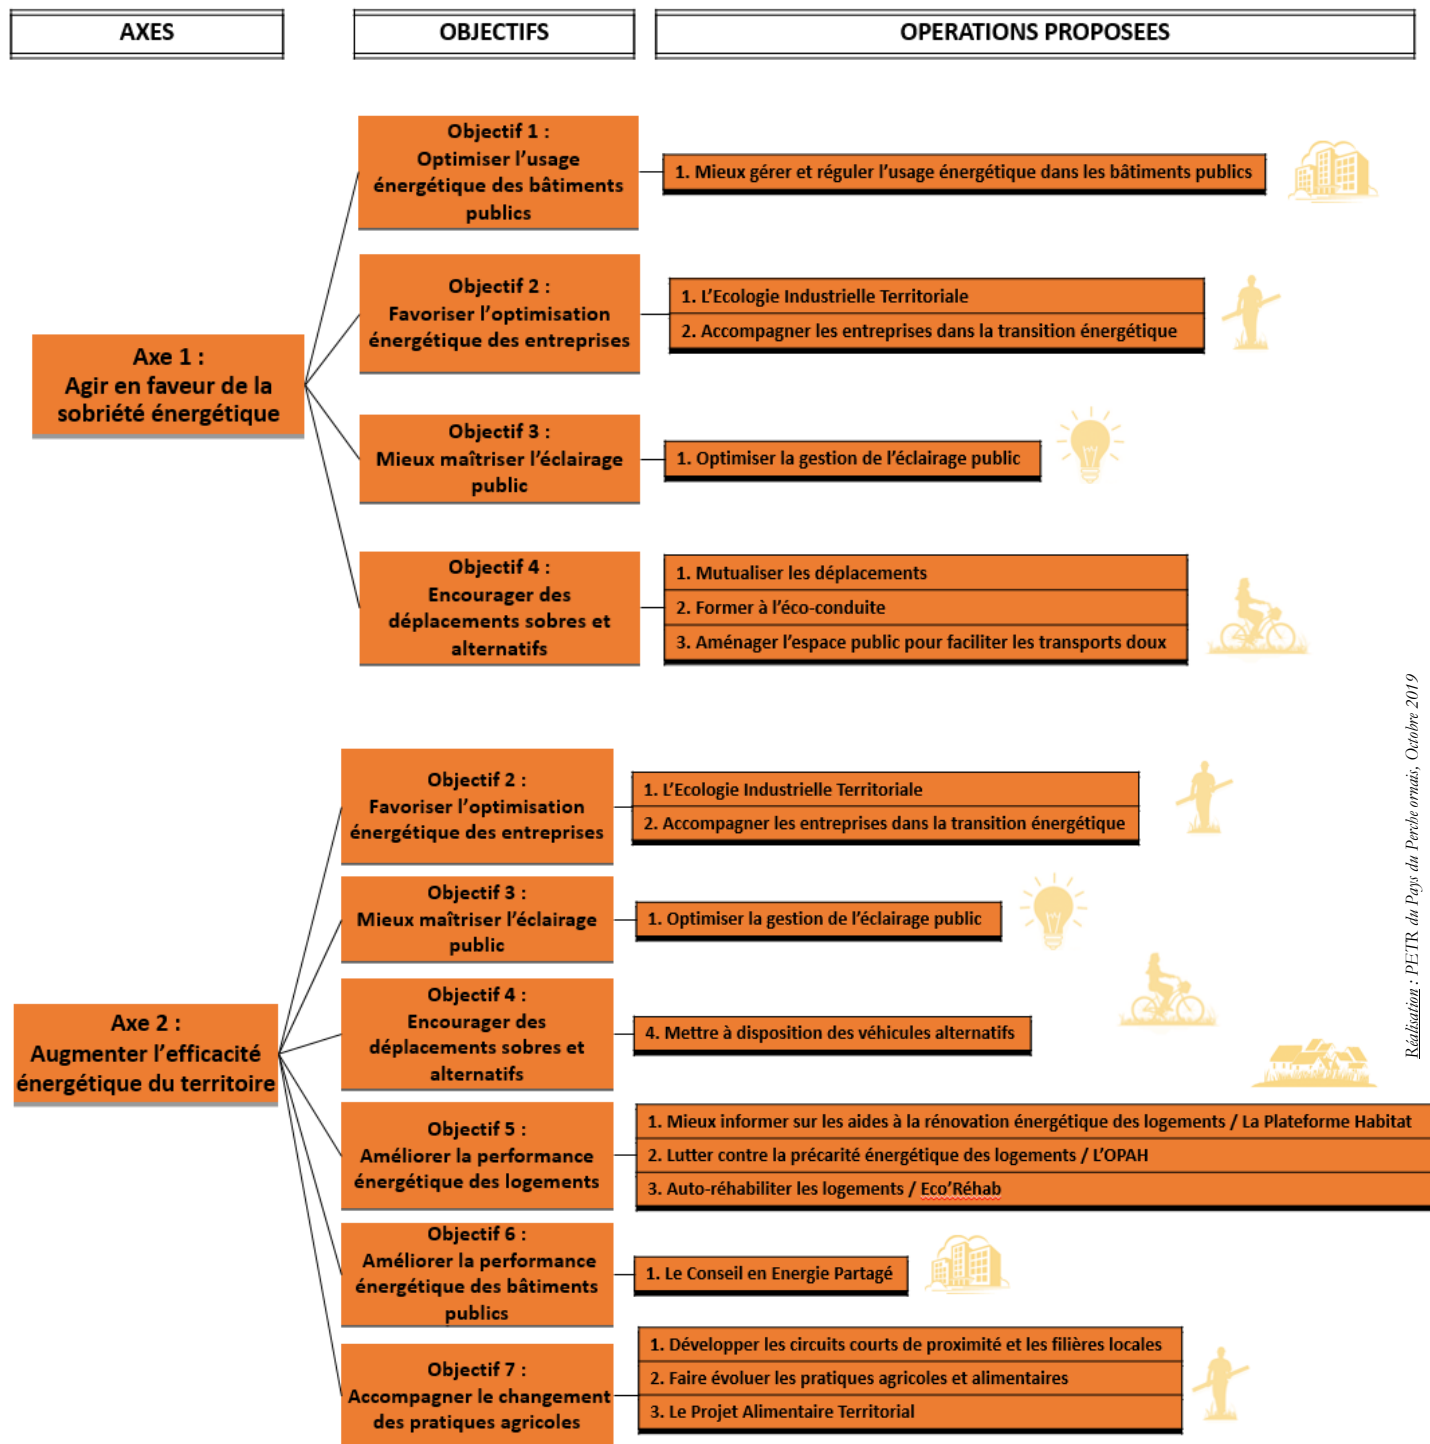 AXES
OBJECTIFS
OPERATIONS PROPOSEES
Axe 1 :
Agir en faveur de la
sobriété énergétique
Objectif 1 :
Optimiser l’usage
énergétique des bâtiments
publics
1. Mieux gérer et réguler l’usage énergétique dans les bâtiments publics
Objectif 2 :
Favoriser l’optimisation
énergétique des entreprises
1. L’Ecologie Industrielle Territoriale
2. Accompagner les entreprises dans la transition énergétique
Objectif 3 :
Mieux maîtriser l’éclairage
public
1. Optimiser la gestion de l’éclairage public
Objectif 4 :
Encourager des
déplacements sobres et
alternatifs
1. Mutualiser les déplacements
2. Former à l’éco-conduite
3. Aménager l’espace public pour faciliter les transports doux
Axe 2 :
Augmenter l’efficacité
énergétique du territoire
Objectif 2 :
Favoriser l’optimisation
énergétique des entreprises
1. L’Ecologie Industrielle Territoriale
2. Accompagner les entreprises dans la transition énergétique
Objectif 3 :
Mieux maîtriser l’éclairage
public
1. Optimiser la gestion de l’éclairage public
Objectif 4 :
Encourager des
déplacements sobres et
alternatifs
4. Mettre à disposition des véhicules alternatifs
Objectif 5 :
Améliorer la performance
énergétique des logements
1. Mieux informer sur les aides à la rénovation énergétique des logements / La Plateforme Habitat
2. Lutter contre la précarité énergétique des logements / L’OPAH
3. Auto-réhabiliter les logements / Eco’Réhab
Objectif 6 :
Améliorer la performance
énergétique des bâtiments
publics
1. Le Conseil en Energie Partagé
Objectif 7 :
Accompagner le changement
des pratiques agricoles
1. Développer les circuits courts de proximité et les filières locales
2. Faire évoluer les pratiques agricoles et alimentaires
3. Le Projet Alimentaire Territorial
Réalisation : PETR du Pays du Perche ornais, Octobre 2019